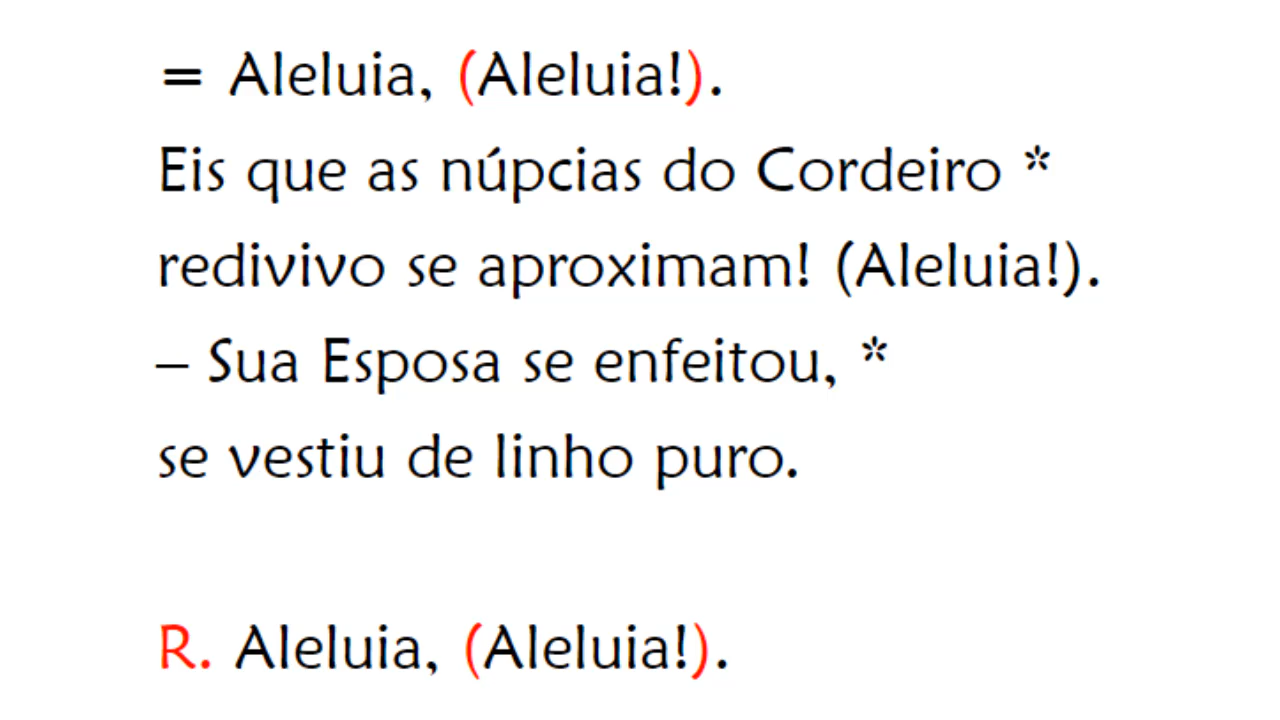 = Aleluia, (Aleluia!).
Eis que as núpcias do Cordeiro *
redivivo se aproximam! (Aleluia!).
– Sua Esposa se enfeitou, *
se vestiu de linho puro.
R. Aleluia, (Aleluia!).